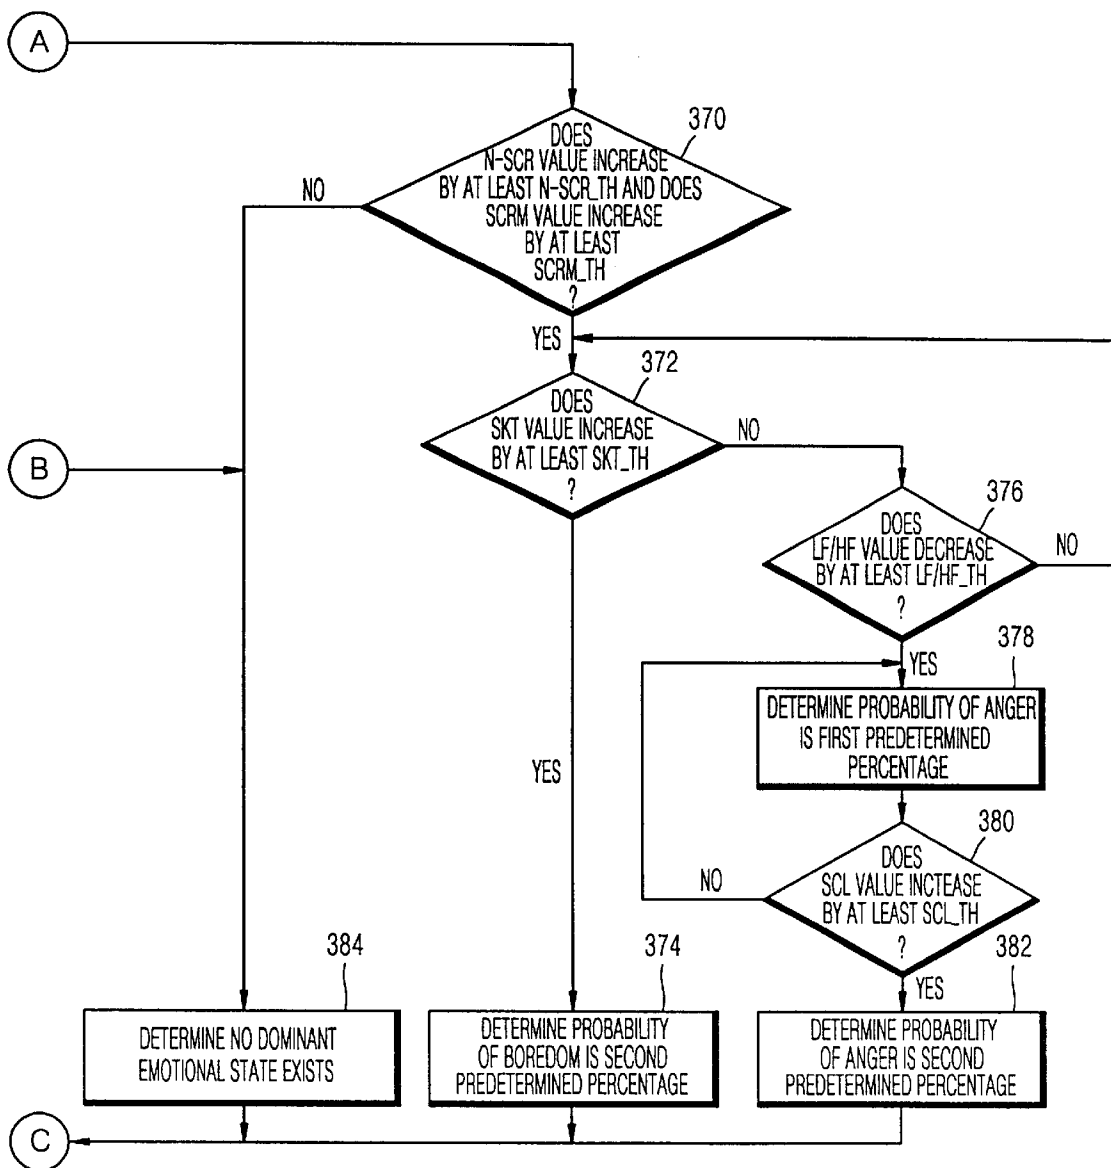 A
370
DOES
N-SCR VALUE INCREASE
BY AT LEAST N-SCR_TH AND DOES
SCRM VALUE INCREASE
BY AT LEAST
SCRM_TH
?
NO
YES
372
DOES
SKT VALUE INCREASE
BY AT LEAST SKT_TH
?
NO
B
376
DOES
LF/HF VALUE DECREASE
BY AT LEAST LF/HF_TH
?
NO
YES
378
DETERMINE PROBABILITY OF ANGER
IS FIRST PREDETERMINED
PERCENTAGE
YES
380
DOES
SCL VALUE INCTEASE
BY AT LEAST SCL_TH
?
NO
YES
384
DETERMINE NO DOMINANT
EMOTIONAL STATE EXISTS
374
DETERMINE PROBABILITY
OF BOREDOM IS SECOND
PREDETERMINED PERCENTAGE
382
DETERMINE PROBABILITY
OF ANGER IS SECOND
PREDETERMINED PERCENTAGE
C